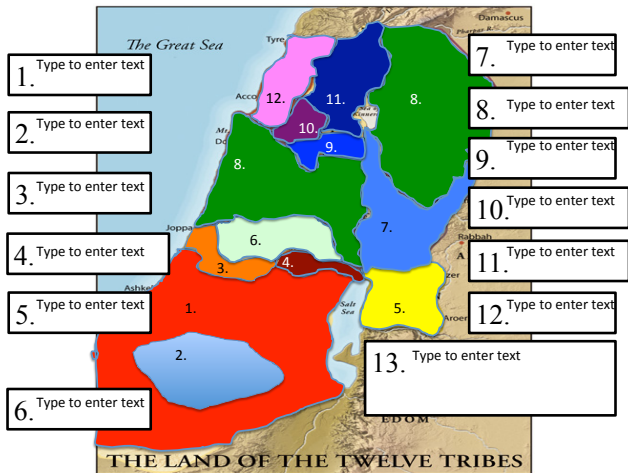 Damascus
Pharpar R.
The Great Sea
Tyre
7. Type to enter text
1. Type to enter text
Acco
12.
11.
8.
8. Type to enter text
Sea of
Kinnereth
2. Type to enter text
10.
9.
9. Type to enter text
8.
3. Type to enter text
10. Type to enter text
Joppa
6.
7.
Rabbah
4. Type to enter text
3.
4.
11. Type to enter text
5. Type to enter text
1.
Salt
Sea
5.
Aroer
12. Type to enter text
2.
13. Type to enter text
6. Type to enter text
EDOM
THE LAND OF THE TWELVE TRIBES